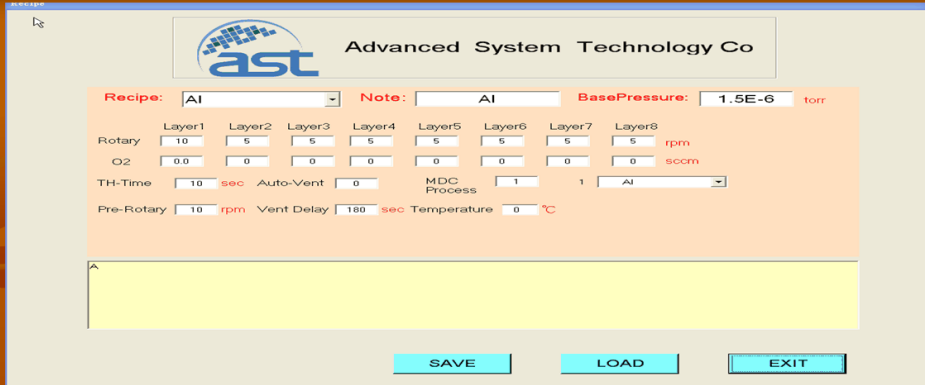 Recipe
ast Advanced System Technology Co
Recipe: Al Note: Al BasePressure: 1.5E-6 torr
Layer1 Layer2 Layer3 Layer4 Layer5 Layer6 Layer7 Layer8
Rotary 10 5 5 5 5 5 5 5 rpm
O2 0.0 0 0 0 0 0 0 0 sccm
TH-Time 10 sec Auto-Vent 0 MDC Process 1 1 Al
Pre-Rotary 10 rpm Vent Delay 180 sec Temperature 0 °C
A
SAVE LOAD EXIT